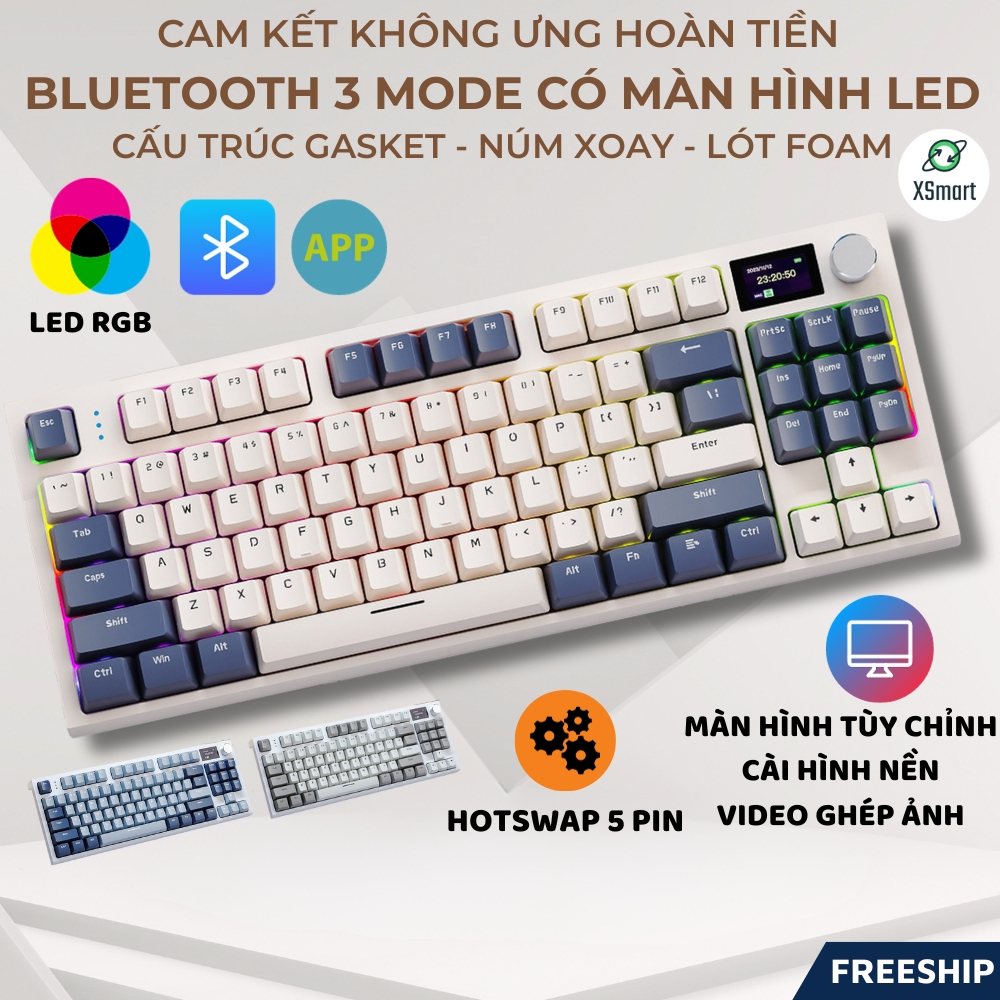 CAM KẾT KHÔNG ƯNG HOÀN TIỀN
BLUETOOTH 3 MODE CÓ MÀN HÌNH LED
CẤU TRÚC GASKET - NÚM XOAY - LÓT FOAM
XSmart
APP
LED RGB
2023/11/12
23:20:50
Esc F1 F2 F3 F4 F5 F6 F7 F8 F9 F10 F11 F12
PrtSc ScrLK Pause
Ins Home PgUp
Del End PgDn
Tab Q W E R T Y U I O P
Caps A S D F G H J K L Enter
Shift Z X C V B N M Shift
Ctrl Win Alt Alt Fn Ctrl
MÀN HÌNH TÙY CHỈNH
CÀI HÌNH NỀN
VIDEO GHÉP ẢNH
HOTSWAP 5 PIN
FREESHIP